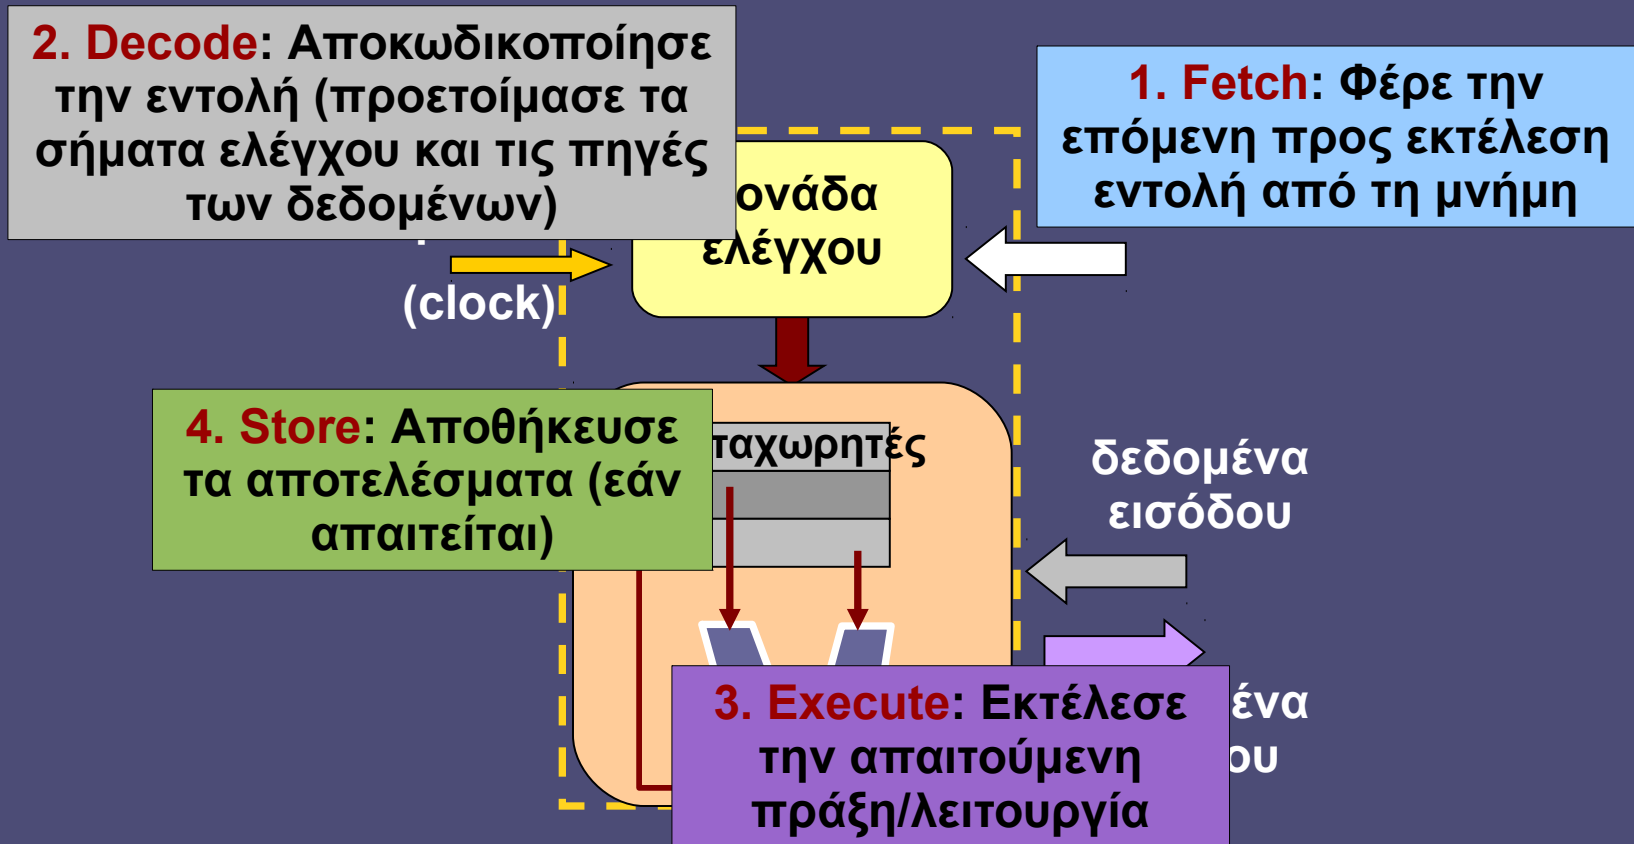 2. Decode: Αποκωδικοποίησε
την εντολή (προετοίμασε τα
σήματα ελέγχου και τις πηγές
των δεδομένων)
1. Fetch: Φέρε την
επόμενη προς εκτέλεση
εντολή από τη μνήμη
ονάδα
ελέγχου
(clock)
4. Store: Αποθήκευσε
τα αποτελέσματα (εάν
απαιτείται)
ταχωρητές
δεδομένα
εισόδου
3. Execute: Εκτέλεσε
την απαιτούμενη
πράξη/λειτουργία
ένα
ου